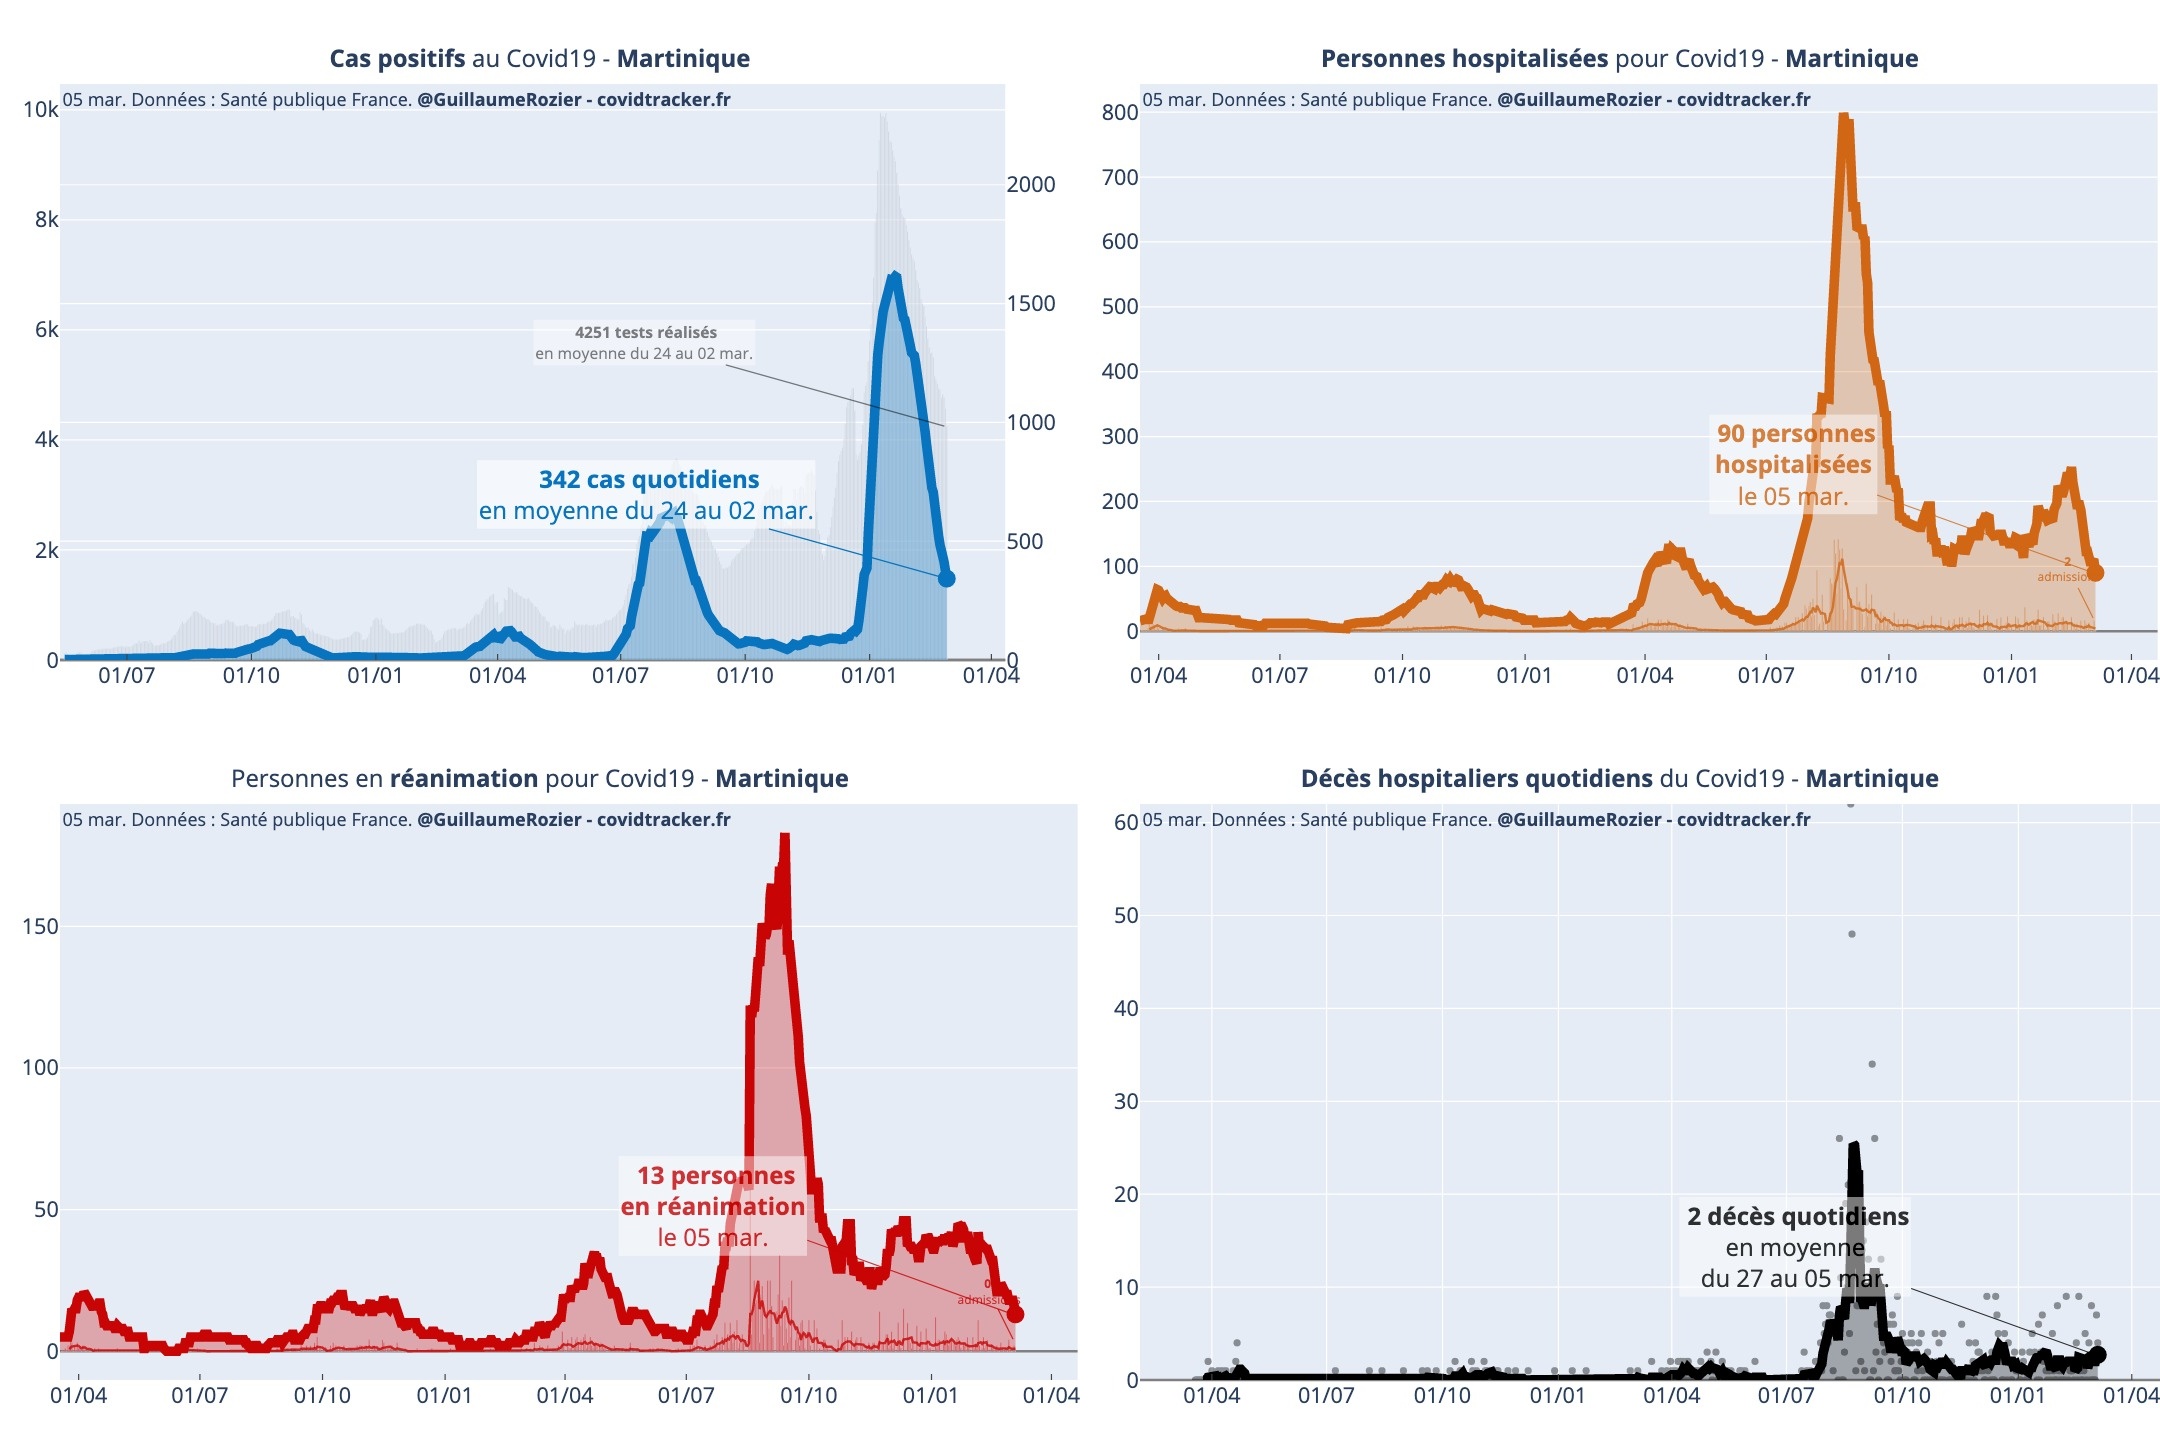 Cas positifs au Covid19 - Martinique
05 mar. Données : Santé publique France. @GuillaumeRozier - covidtracker.fr
10k
8k
6k
4k
2k
0
2000
1500
1000
500
0
4251 tests réalisés
en moyenne du 24 au 02 mar.
342 cas quotidiens
en moyenne du 24 au 02 mar.
01/07 01/10 01/01 01/04 01/07 01/10 01/01 01/04
Personnes hospitalisées pour Covid19 - Martinique
05 mar. Données : Santé publique France. @GuillaumeRozier - covidtracker.fr
800
700
600
500
400
300
200
100
0
90 personnes
hospitalisées
le 05 mar.
2
01/04 01/07 01/10 01/01 01/04 01/07 01/10 01/01 01/04
Personnes en réanimation pour Covid19 - Martinique
05 mar. Données : Santé publique France. @GuillaumeRozier - covidtracker.fr
150
100
50
0
13 personnes
en réanimation
le 05 mar.
0
admissions
01/04 01/07 01/10 01/01 01/04 01/07 01/10 01/01 01/04
Décès hospitaliers quotidiens du Covid19 - Martinique
05 mar. Données : Santé publique France. @GuillaumeRozier - covidtracker.fr
60
50
40
30
20
10
0
2 décès quotidiens
en moyenne
du 27 au 05 mar.
01/04 01/07 01/10 01/01 01/04 01/07 01/10 01/01 01/04